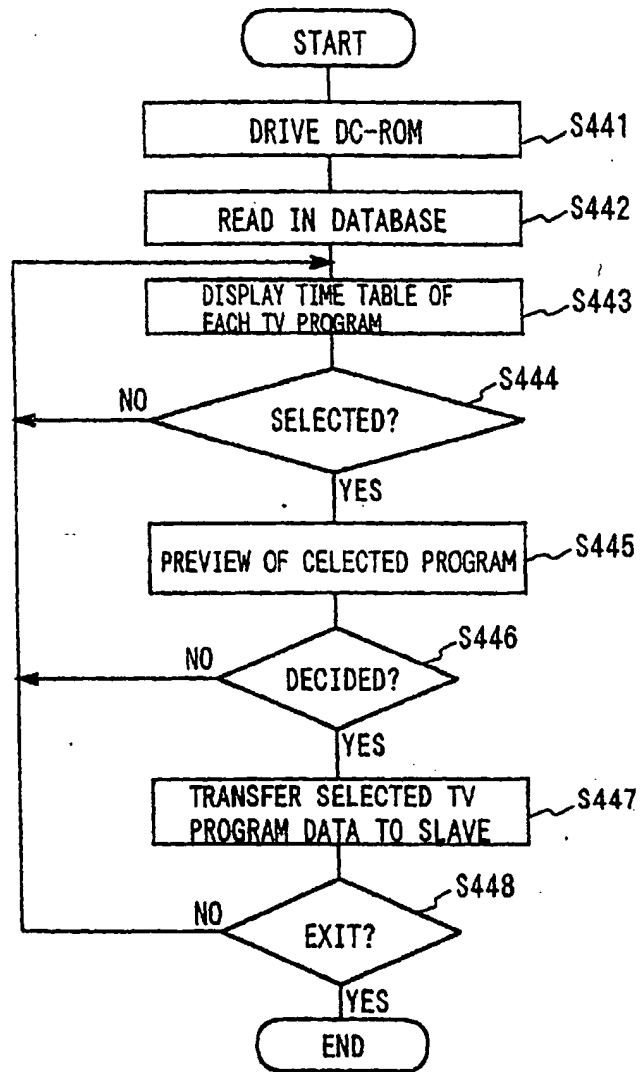 START
DRIVE DC-ROM
S441
READ IN DATABASE
S442
DISPLAY TIME TABLE OF
EACH TV PROGRAM
S443
S444
NO
SELECTED?
YES
PREVIEW OF CELECTED PROGRAM
S445
S446
NO
DECIDED?
YES
TRANSFER SELECTED TV
PROGRAM DATA TO SLAVE
S447
S448
NO
EXIT?
YES
END